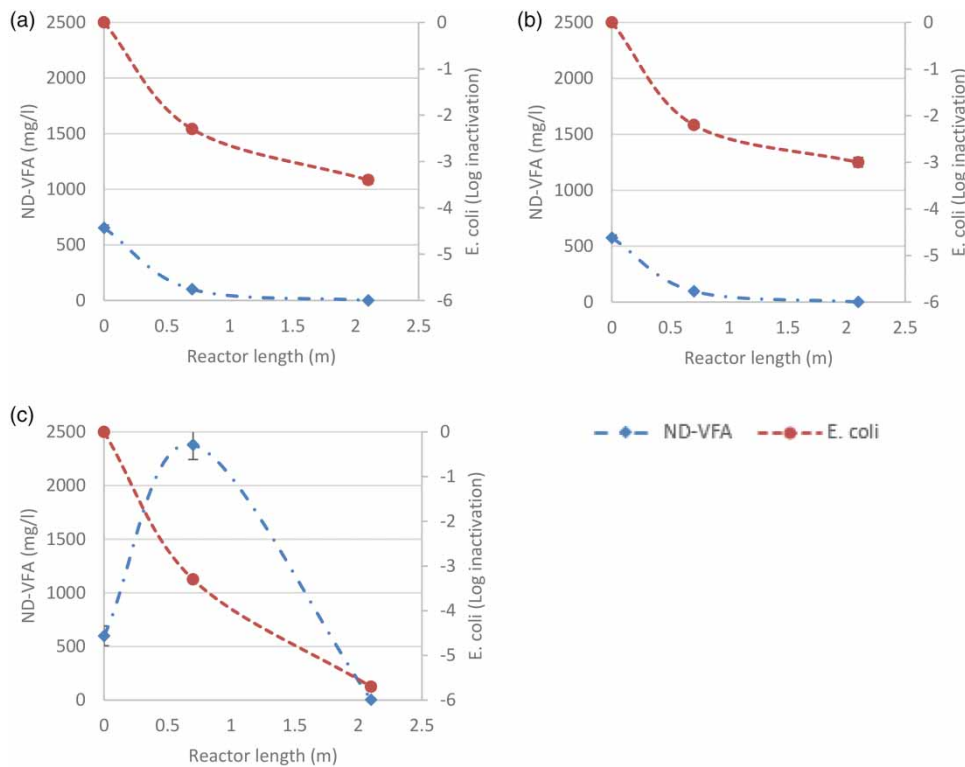 (a)
2500
2000
1500
1000
500
0
ND-VFA (mg/l)
0
-1
-2
-3
-4
-5
-6
E. coli (Log inactivation)
0 0.5 1 1.5 2 2.5
Reactor length (m)
(b)
2500
2000
1500
1000
500
0
ND-VFA (mg/l)
0
-1
-2
-3
-4
-5
-6
E. coli (Log inactivation)
0 0.5 1 1.5 2 2.5
Reactor length (m)
(c)
2500
2000
1500
1000
500
0
ND-VFA (mg/l)
0
-1
-2
-3
-4
-5
-6
E. coli (Log inactivation)
0 0.5 1 1.5 2 2.5
Reactor length (m)
ND-VFA E. coli